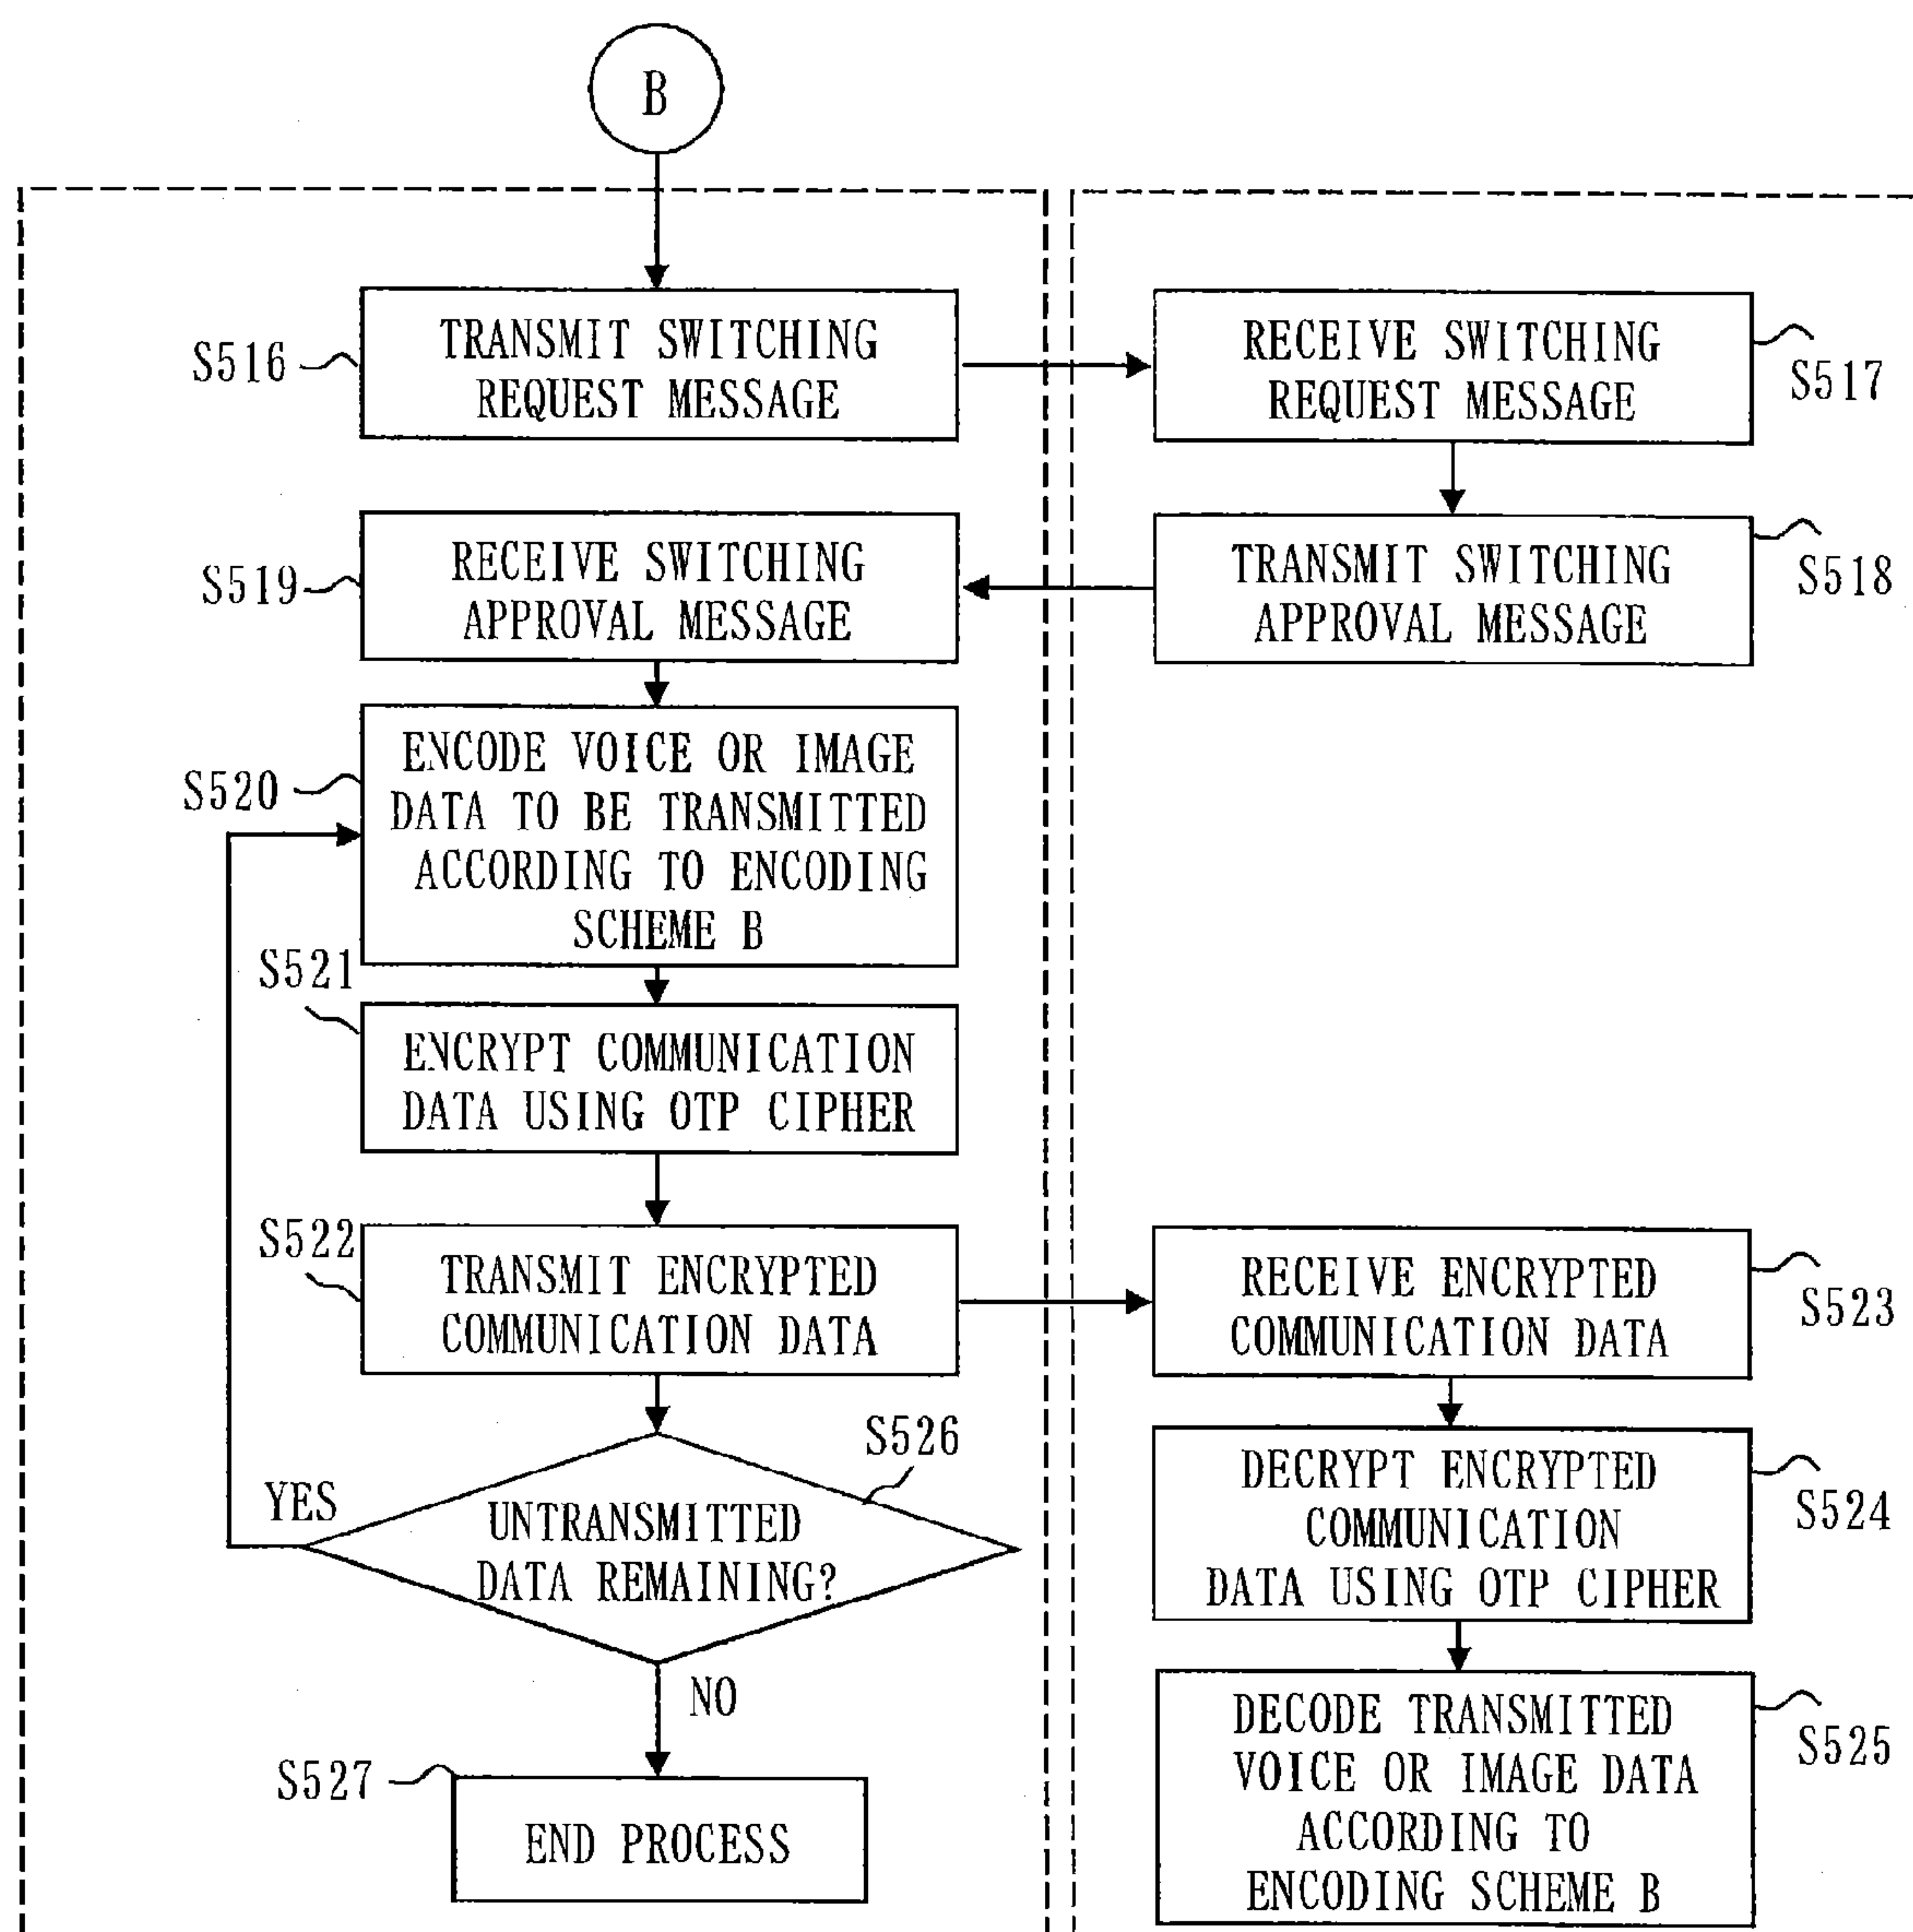 B
S516
TRANSMIT SWITCHING
REQUEST MESSAGE
RECEIVE SWITCHING
REQUEST MESSAGE
S517
S519
RECEIVE SWITCHING
APPROVAL MESSAGE
TRANSMIT SWITCHING
APPROVAL MESSAGE
S518
S520
ENCODE VOICE OR IMAGE
DATA TO BE TRANSMITTED
ACCORDING TO ENCODING
SCHEME B
S521
ENCRYPT COMMUNICATION
DATA USING OTP CIPHER
S522
TRANSMIT ENCRYPTED
COMMUNICATION DATA
RECEIVE ENCRYPTED
COMMUNICATION DATA
S523
S526
YES
UNTRANSMITTED
DATA REMAINING?
DECRYPT ENCRYPTED
COMMUNICATION
DATA USING OTP CIPHER
S524
NO
S527
END PROCESS
DECODE TRANSMITTED
VOICE OR IMAGE DATA
ACCORDING TO
ENCODING SCHEME B
S525